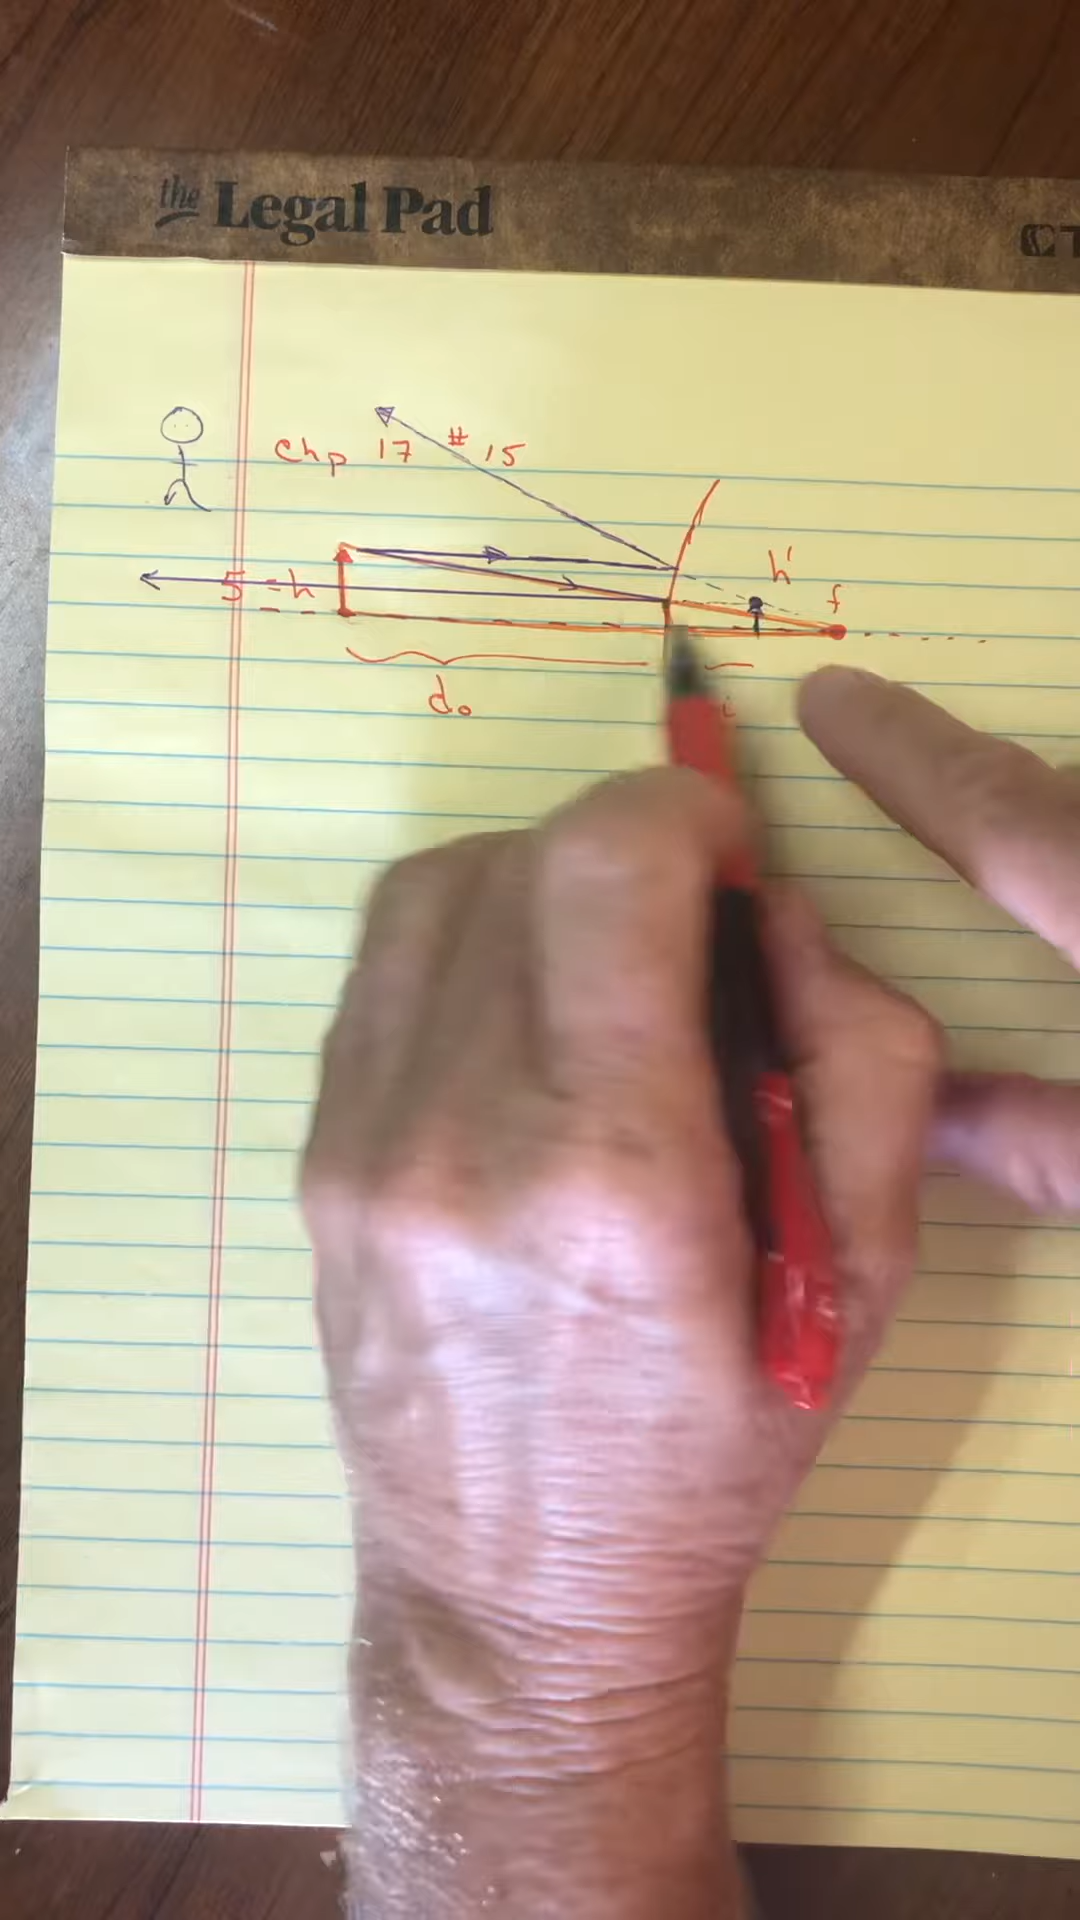 the Legal Pad
Chp 17 # 15
h'
5 = h
f
do
i